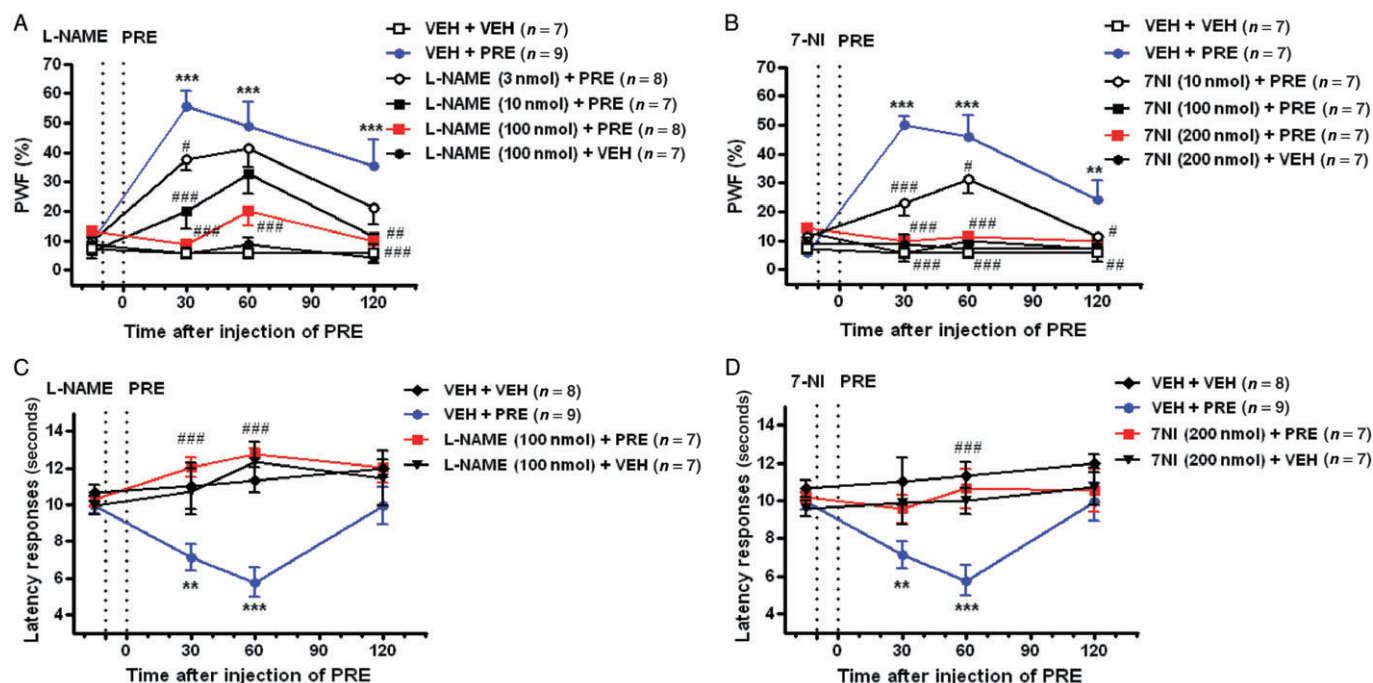 A
L-NAME PRE
VEH + VEH (n = 7)
VEH + PRE (n = 9)
L-NAME (3 nmol) + PRE (n = 8)
L-NAME (10 nmol) + PRE (n = 7)
L-NAME (100 nmol) + PRE (n = 8)
L-NAME (100 nmol) + VEH (n = 7)
PWF (%)
70
60
50
40
30
20
10
0
***
***
***
#
###
###
###
##
###
0 30 60 90 120
Time after injection of PRE
B
7-NI PRE
VEH + VEH (n = 7)
VEH + PRE (n = 7)
7NI (10 nmol) + PRE (n = 7)
7NI (100 nmol) + PRE (n = 7)
7NI (200 nmol) + PRE (n = 7)
7NI (200 nmol) + VEH (n = 7)
PWF (%)
70
60
50
40
30
20
10
0
***
***
**
###
#
###
###
#
###
###
##
0 30 60 90 120
Time after injection of PRE
C
L-NAME PRE
VEH + VEH (n = 8)
VEH + PRE (n = 9)
L-NAME (100 nmol) + PRE (n = 7)
L-NAME (100 nmol) + VEH (n = 7)
Latency responses (seconds)
14
12
10
8
6
4
###
###
**
***
0 30 60 90 120
Time after injection of PRE
D
7-NI PRE
VEH + VEH (n = 8)
VEH + PRE (n = 9)
7NI (200 nmol) + PRE (n = 7)
7NI (200 nmol) + VEH (n = 7)
Latency responses (seconds)
14
12
10
8
6
4
###
**
***
0 30 60 90 120
Time after injection of PRE